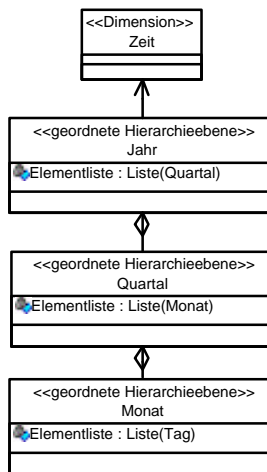 <<Dimension>>
Zeit
<<geordnete Hierarchieebene>>
Jahr
Elementliste : Liste(Quartal)
<<geordnete Hierarchieebene>>
Quartal
Elementliste : Liste(Monat)
<<geordnete Hierarchieebene>>
Monat
Elementliste : Liste(Tag)